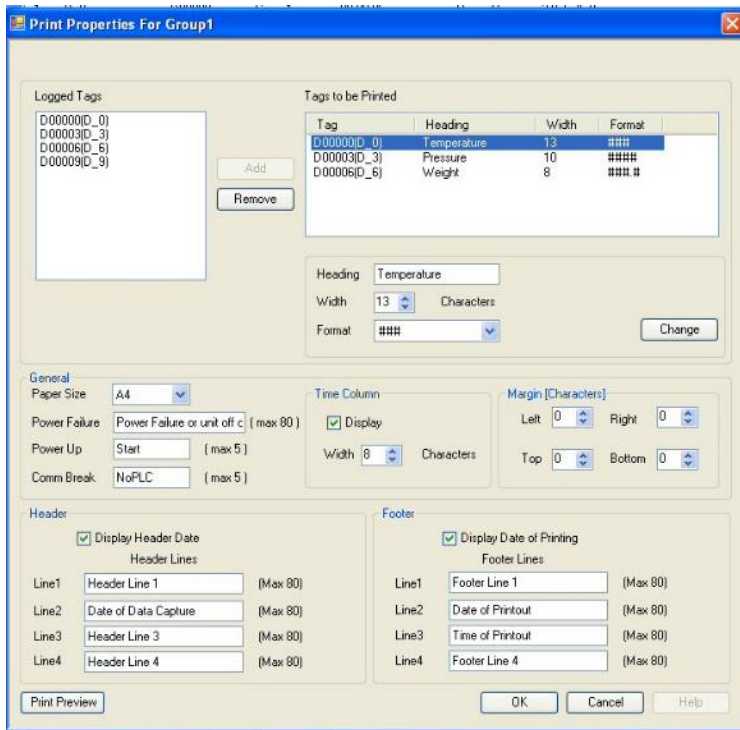 Print Properties For Group1
Logged Tags
D00000(D_0)
D00003(D_3)
D00006(D_6)
D00009(D_9)
Add
Remove
Tags to be Printed
Tag Heading Width Format
D00000(D_0) Temperature 13 ###
D00003(D_3) Pressure 10 ####
D00006(D_6) Weight 8 ###.#
Heading Temperature
Width 13 Characters
Format ###
Change
General
Paper Size A4
Power Failure Power Failure or unit off c ( max 80 )
Power Up Start ( max 5 )
Comm Break NoPLC ( max 5 )
Time Column
Display
Width 8 Characters
Margin [Characters]
Left 0 Right 0
Top 0 Bottom 0
Header
Display Header Date
Header Lines
Line1 Header Line 1 (Max 80)
Line2 Date of Data Capture (Max 80)
Line3 Header Line 3 (Max 80)
Line4 Header Line 4 (Max 80)
Footer
Display Date of Printing
Footer Lines
Line1 Footer Line 1 (Max 80)
Line2 Date of Printout (Max 80)
Line3 Time of Printout (Max 80)
Line4 Footer Line 4 (Max 80)
Print Preview
OK Cancel Help